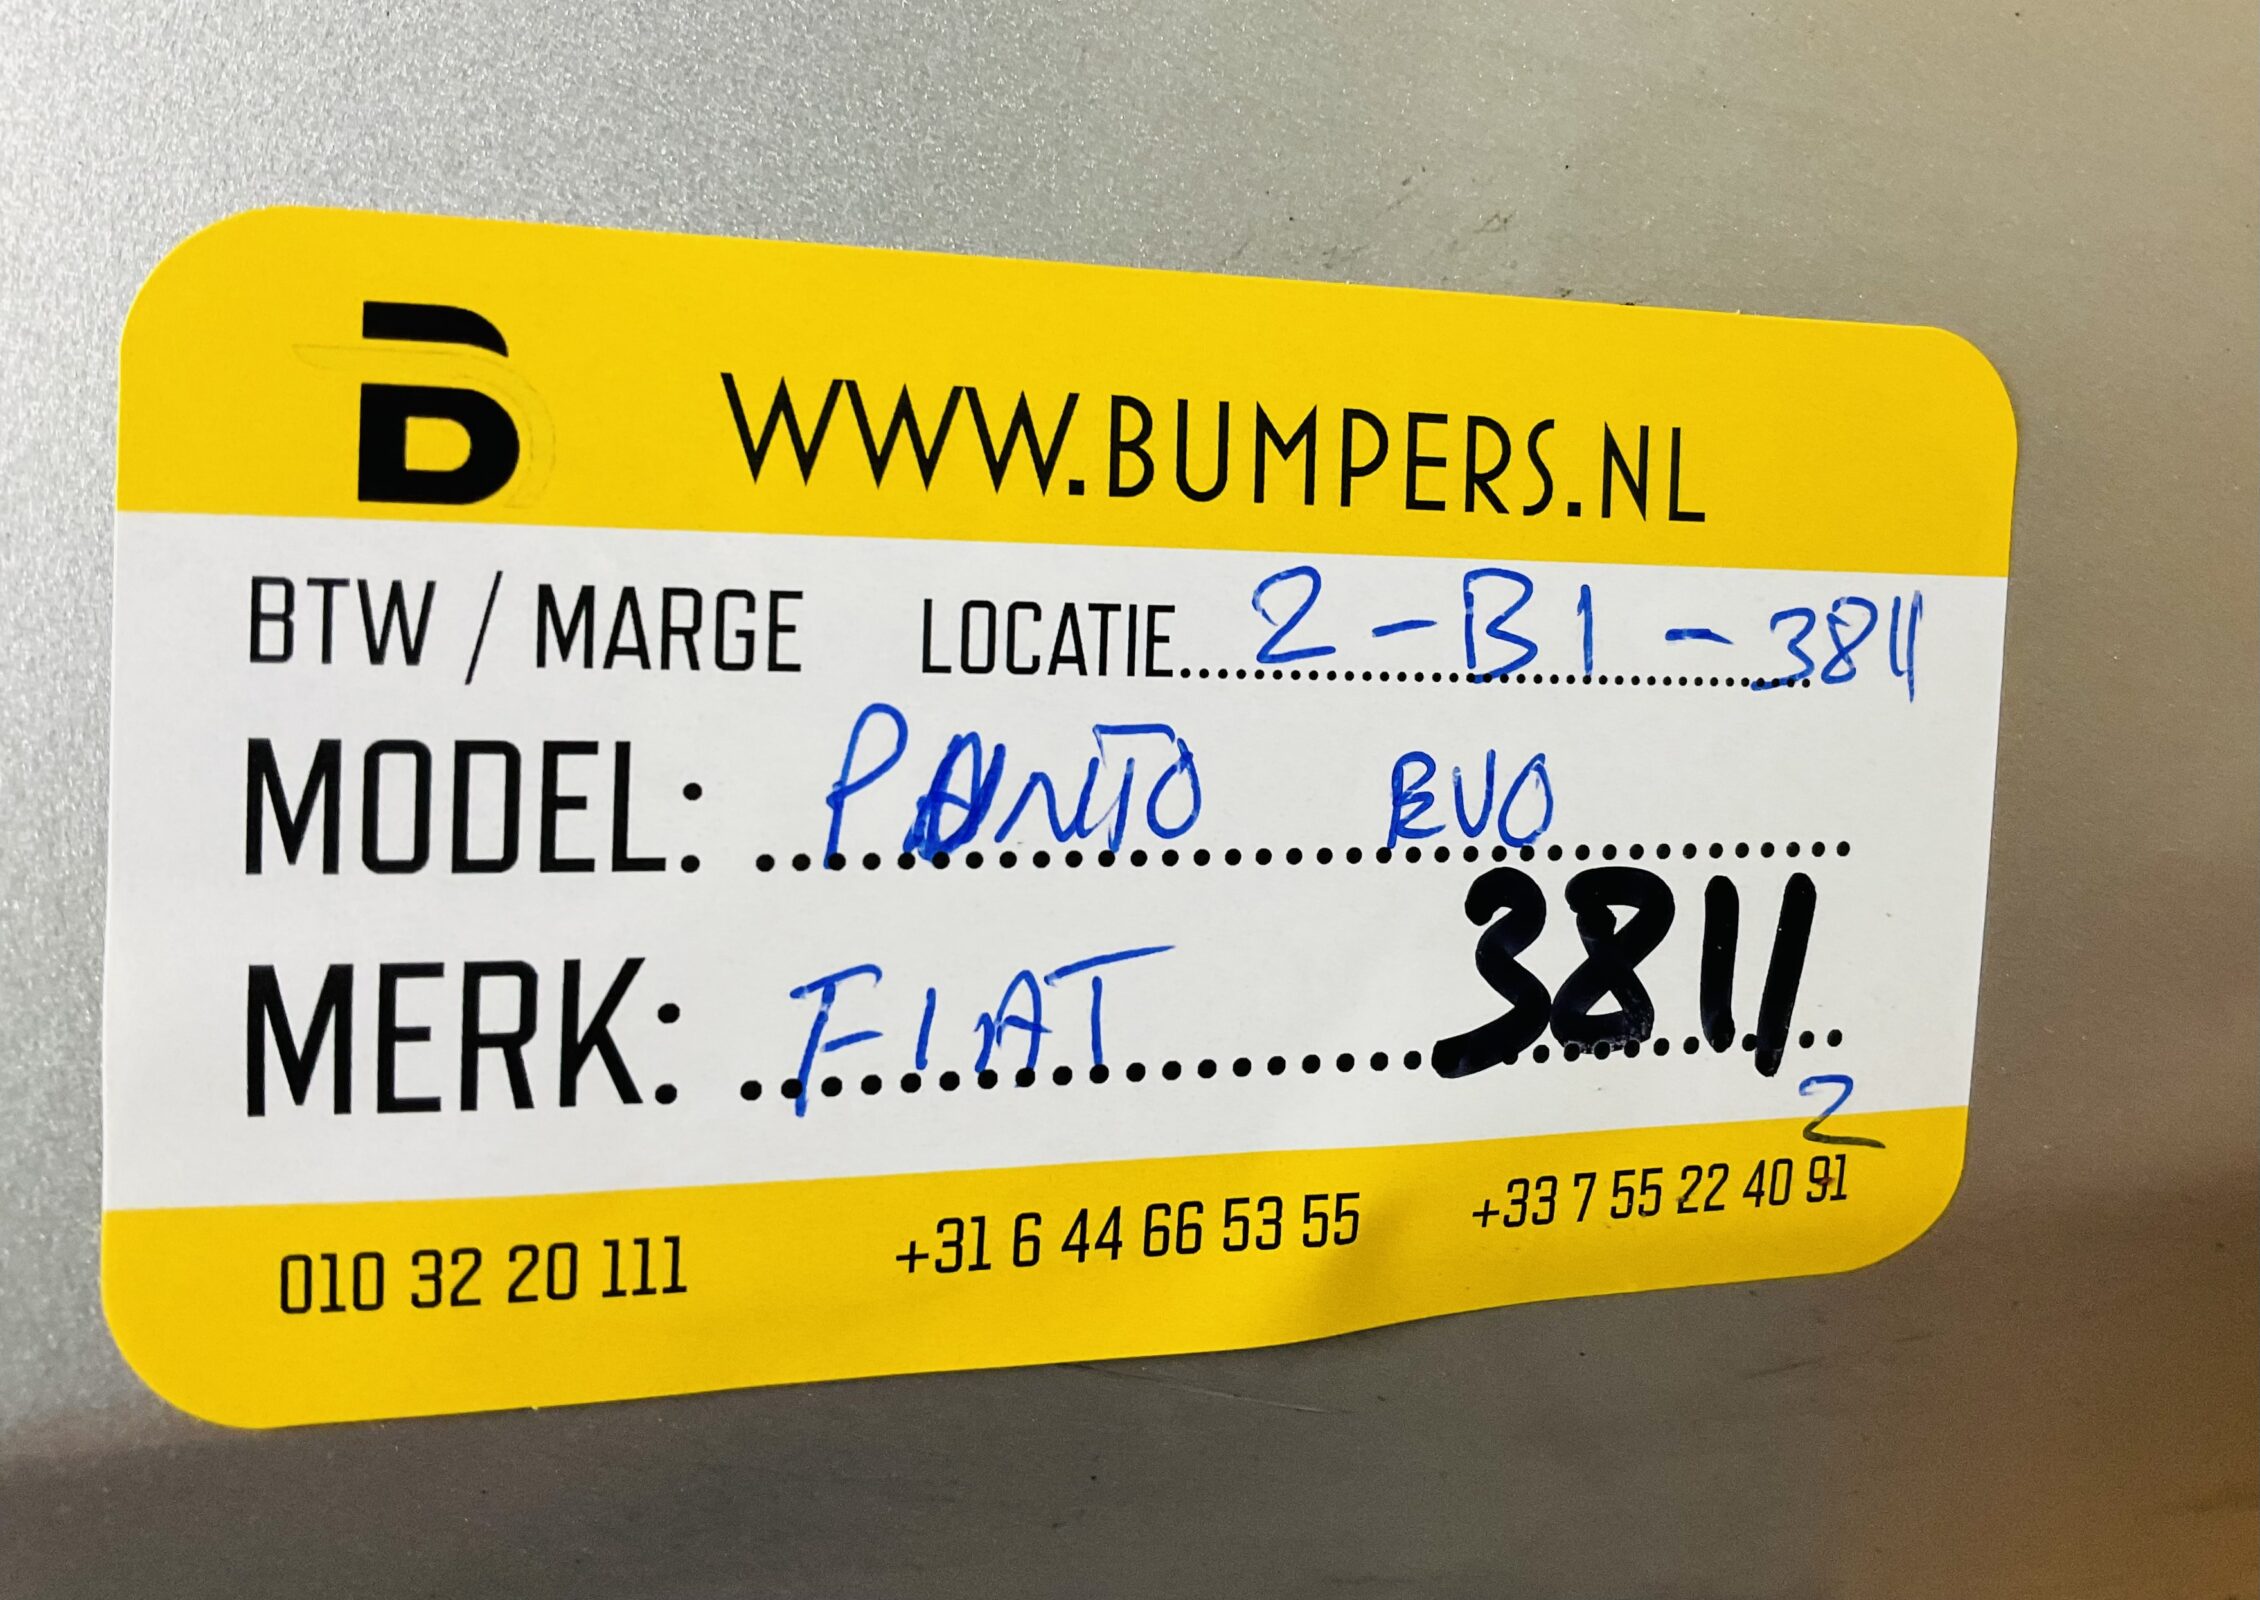 B WWW.BUMPERS.NL
BTW / MARGE LOCATIE 2-B1-3811
MODEL: PUNTO EVO
MERK: FIAT 3811
2
010 32 20 111 +31 6 44 66 53 55 +33 7 55 22 40 91